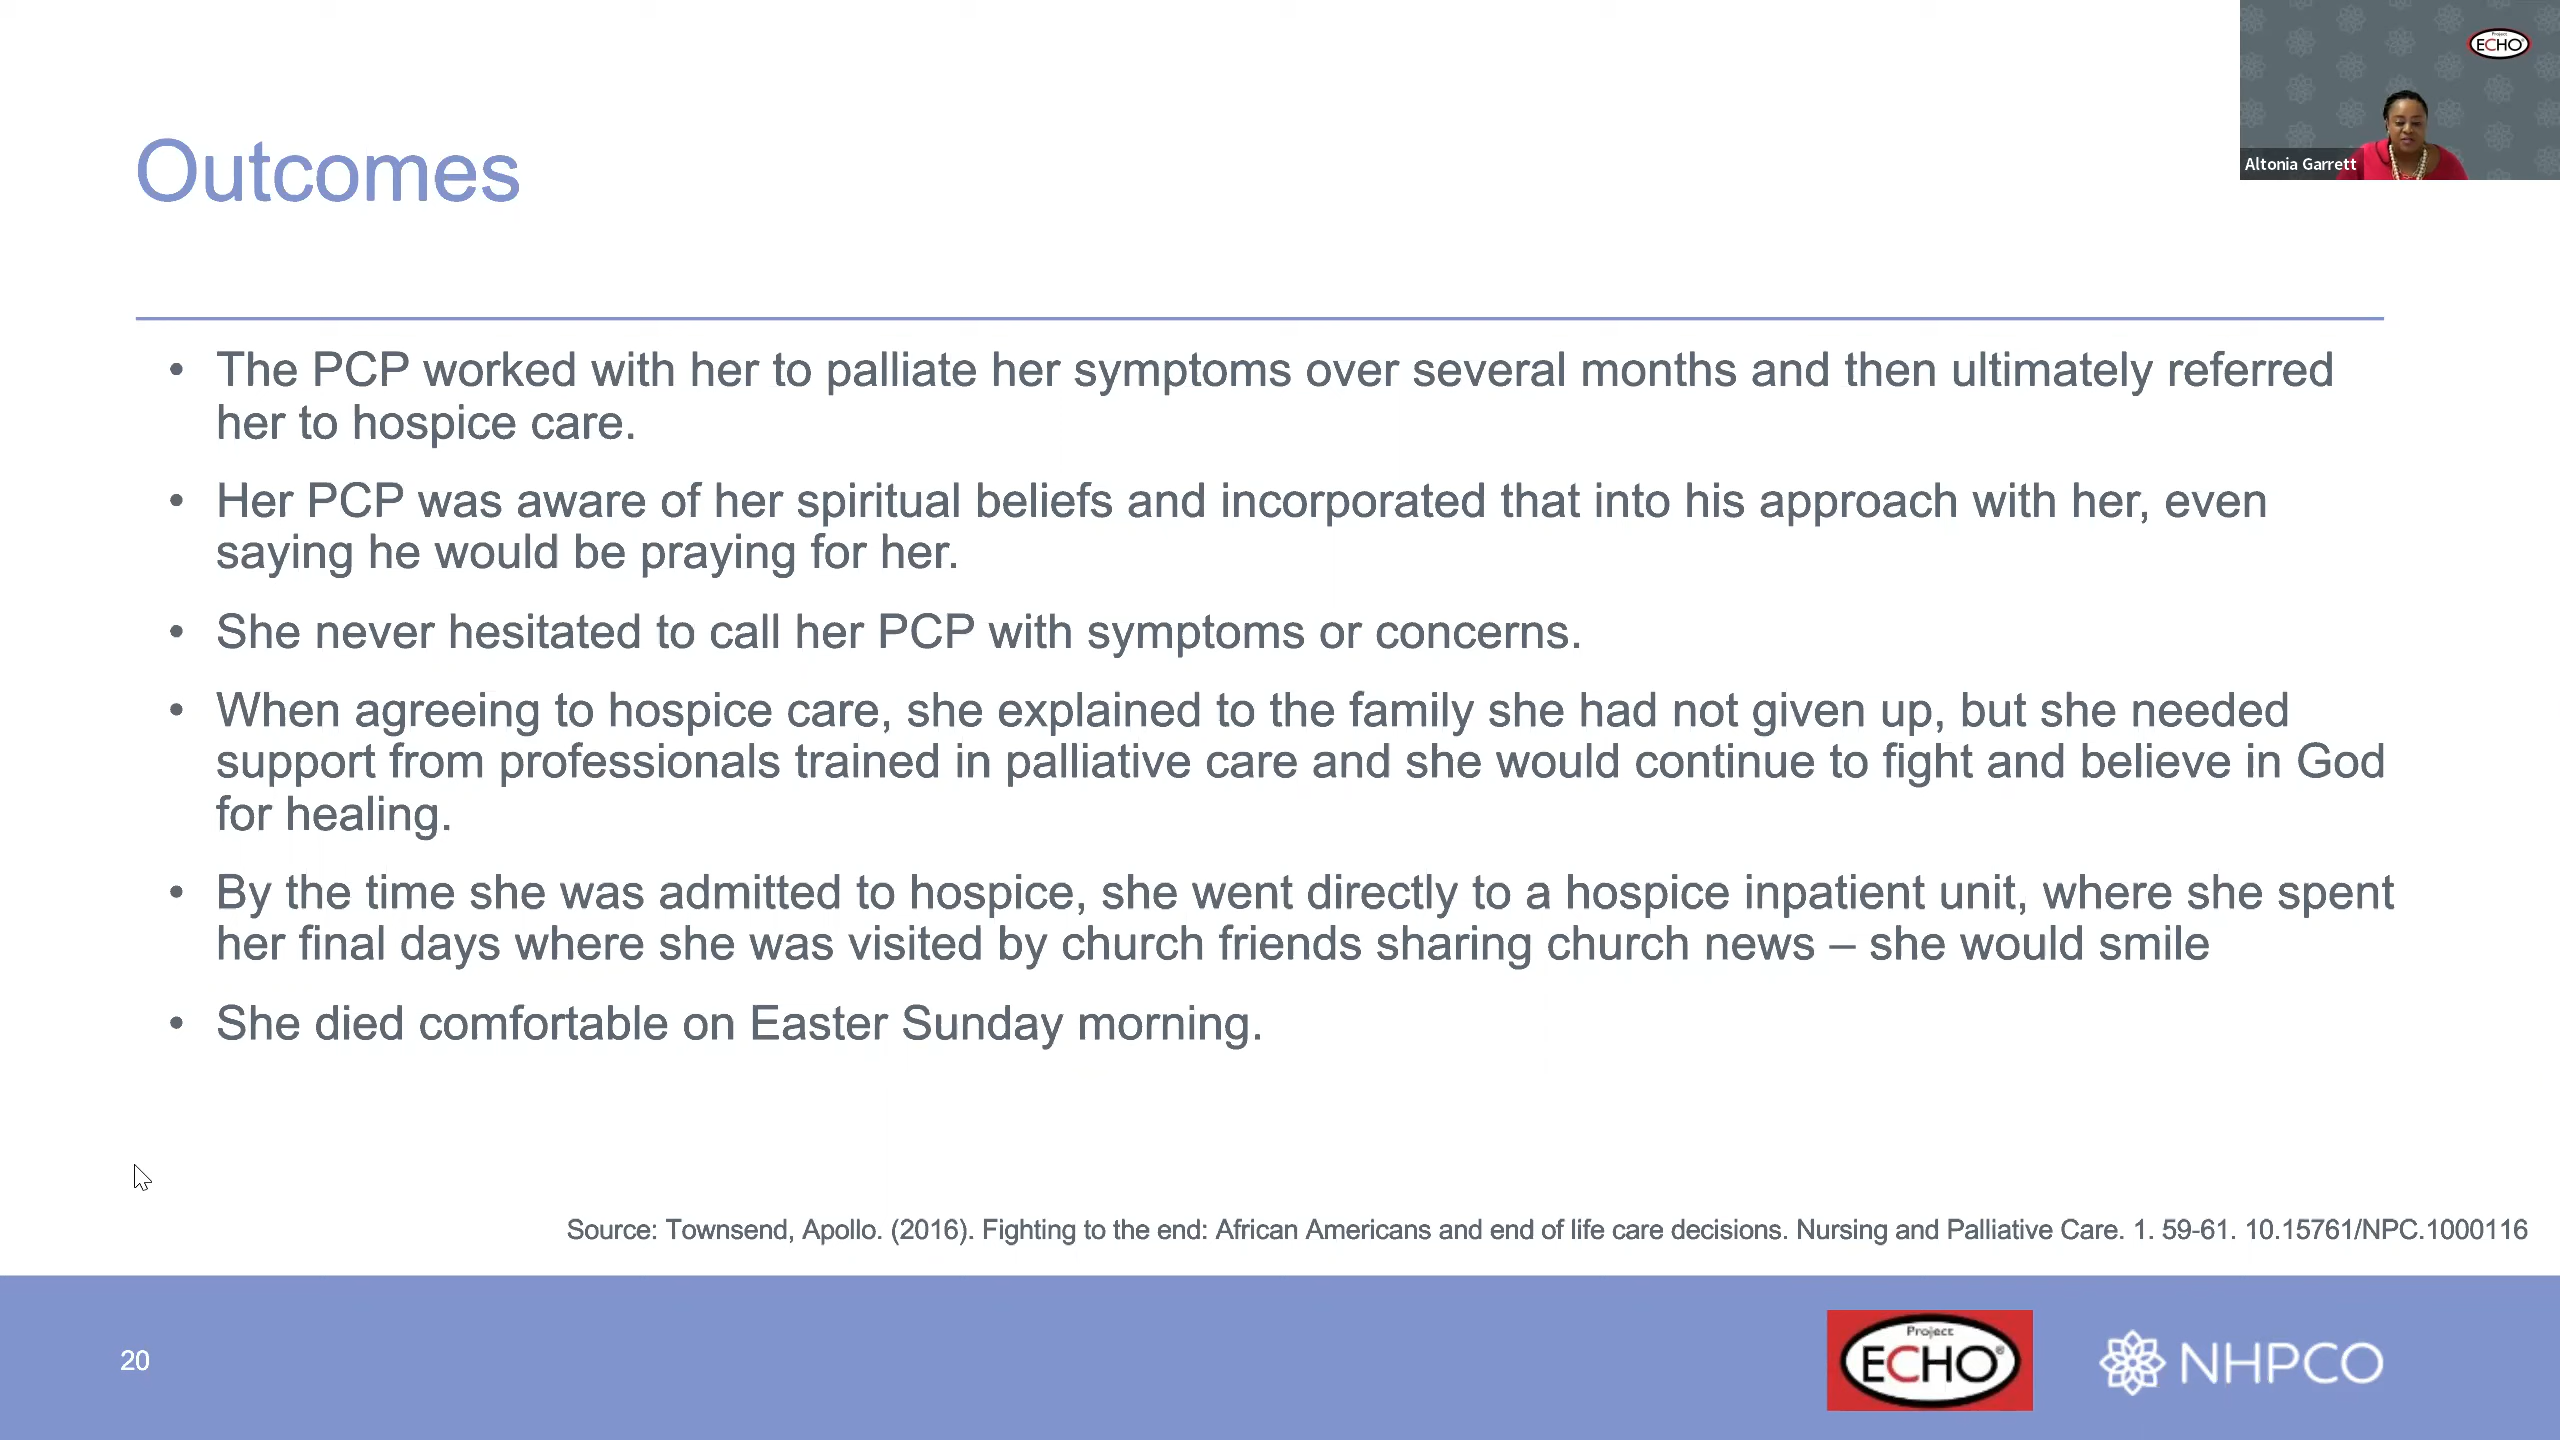 Project
ECHO
Altonia Garrett
Outcomes
• The PCP worked with her to palliate her symptoms over several months and then ultimately referred
her to hospice care.
• Her PCP was aware of her spiritual beliefs and incorporated that into his approach with her, even
saying he would be praying for her.
• She never hesitated to call her PCP with symptoms or concerns.
• When agreeing to hospice care, she explained to the family she had not given up, but she needed
support from professionals trained in palliative care and she would continue to fight and believe in God
for healing.
• By the time she was admitted to hospice, she went directly to a hospice inpatient unit, where she spent
her final days where she was visited by church friends sharing church news – she would smile
• She died comfortable on Easter Sunday morning.
Source: Townsend, Apollo. (2016). Fighting to the end: African Americans and end of life care decisions. Nursing and Palliative Care. 1. 59-61. 10.15761/NPC.1000116
20
Project
ECHO®
NHPCO